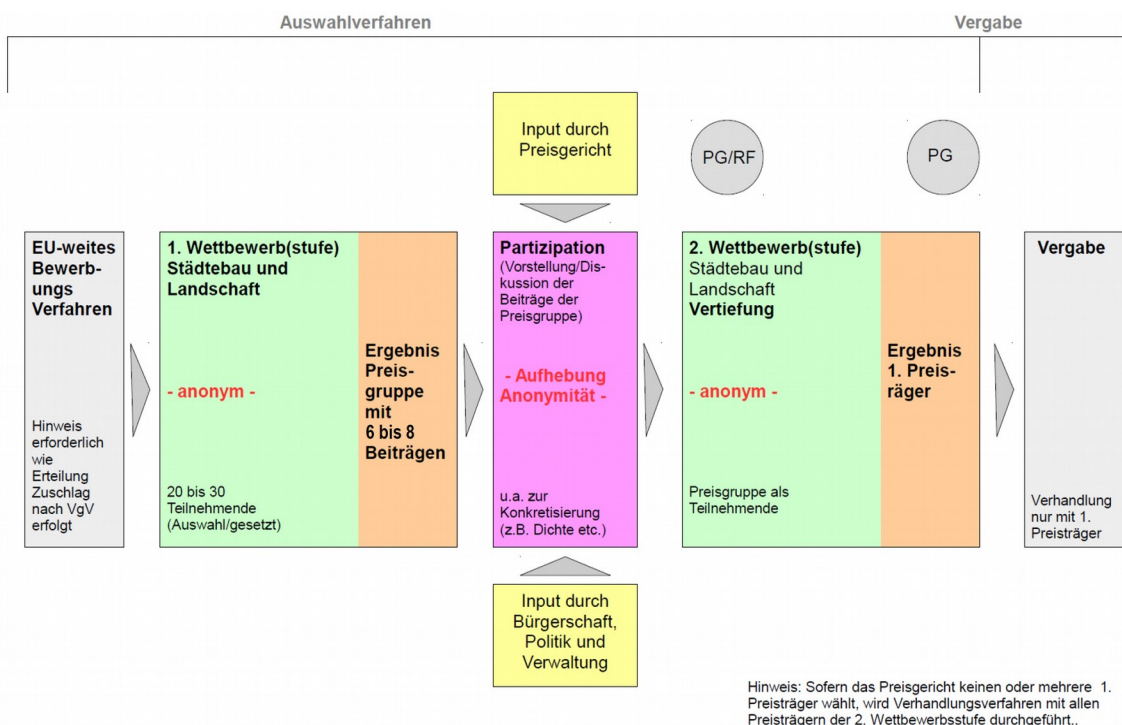 Auswahlverfahren
Vergabe
Input durch
Preisgericht
PG/RF
PG
EU-weites
Bewerb-
ungs
Verfahren
Hinweis
erforderlich
wie
Erteilung
Zuschlag
nach VgV
erfolgt
1. Wettbewerb(stufe)
Städtebau und
Landschaft
- anonym -
20 bis 30
Teilnehmende
(Auswahl/gesetzt)
Ergebnis
Preis-
gruppe
mit
6 bis 8
Beiträgen
Partizipation
(Vorstellung/Dis-
kussion der
Beiträge der
Preisgruppe)
- Aufhebung
Anonymität -
u.a. zur
Konkretisierung
(z.B. Dichte etc.)
2. Wettbewerb(stufe)
Städtebau und
Landschaft
Vertiefung
- anonym -
Preisgruppe als
Teilnehmende
Ergebnis
1. Preis-
räger
Vergabe
Verhandlung
nur mit 1.
Preisträger
Input durch
Bürgerschaft,
Politik und
Verwaltung
Hinweis: Sofern das Preisgericht keinen oder mehrere 1.
Preisträger wählt, wird Verhandlungsverfahren mit allen
Preisträgern der 2. Wettbewerbsstufe durchgeführt..